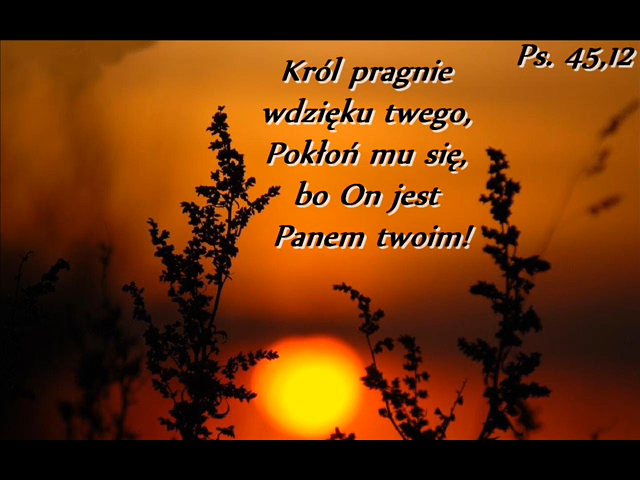 Ps. 45,12
Król pragnie
wdzięku twego,
Pokłoń mu się,
bo On jest
Panem twoim!